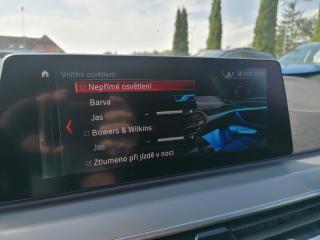 Vnitřní osvětlení
Nepřímé osvětlení
Barva
Jas
Bowers & Wilkins
Jas
Ztlumeno při jízdě v noci